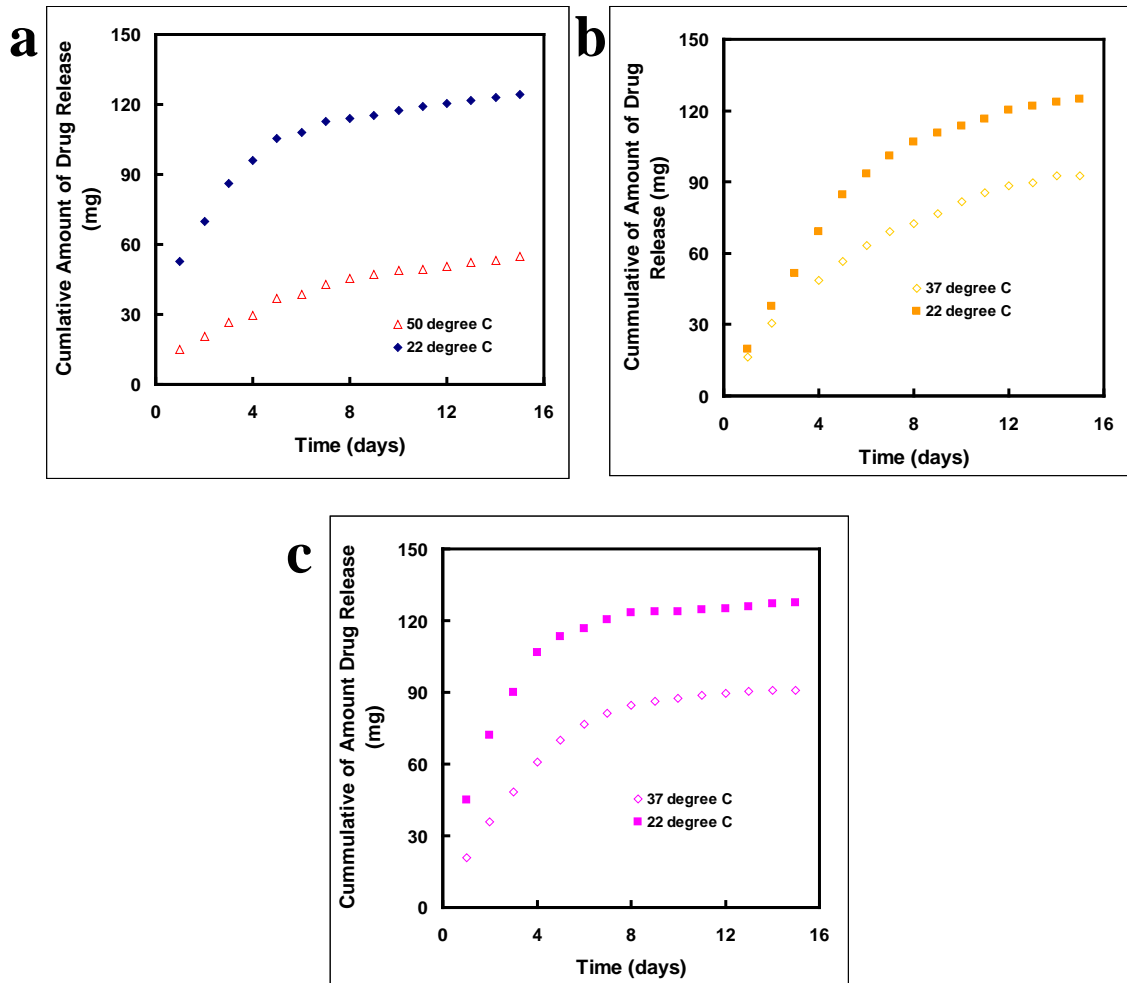 a
Cumulative Amount of Drug Release
(mg)
150
120
90
60
30
0
50 degree C
22 degree C
0 4 8 12 16
Time (days)
b
Cummulative of Amount of Drug
Release (mg)
150
120
90
60
30
0
37 degree C
22 degree C
0 4 8 12 16
Time (days)
c
Cummulative of Amount Drug Release
(mg)
150
120
90
60
30
0
37 degree C
22 degree C
0 4 8 12 16
Time (days)